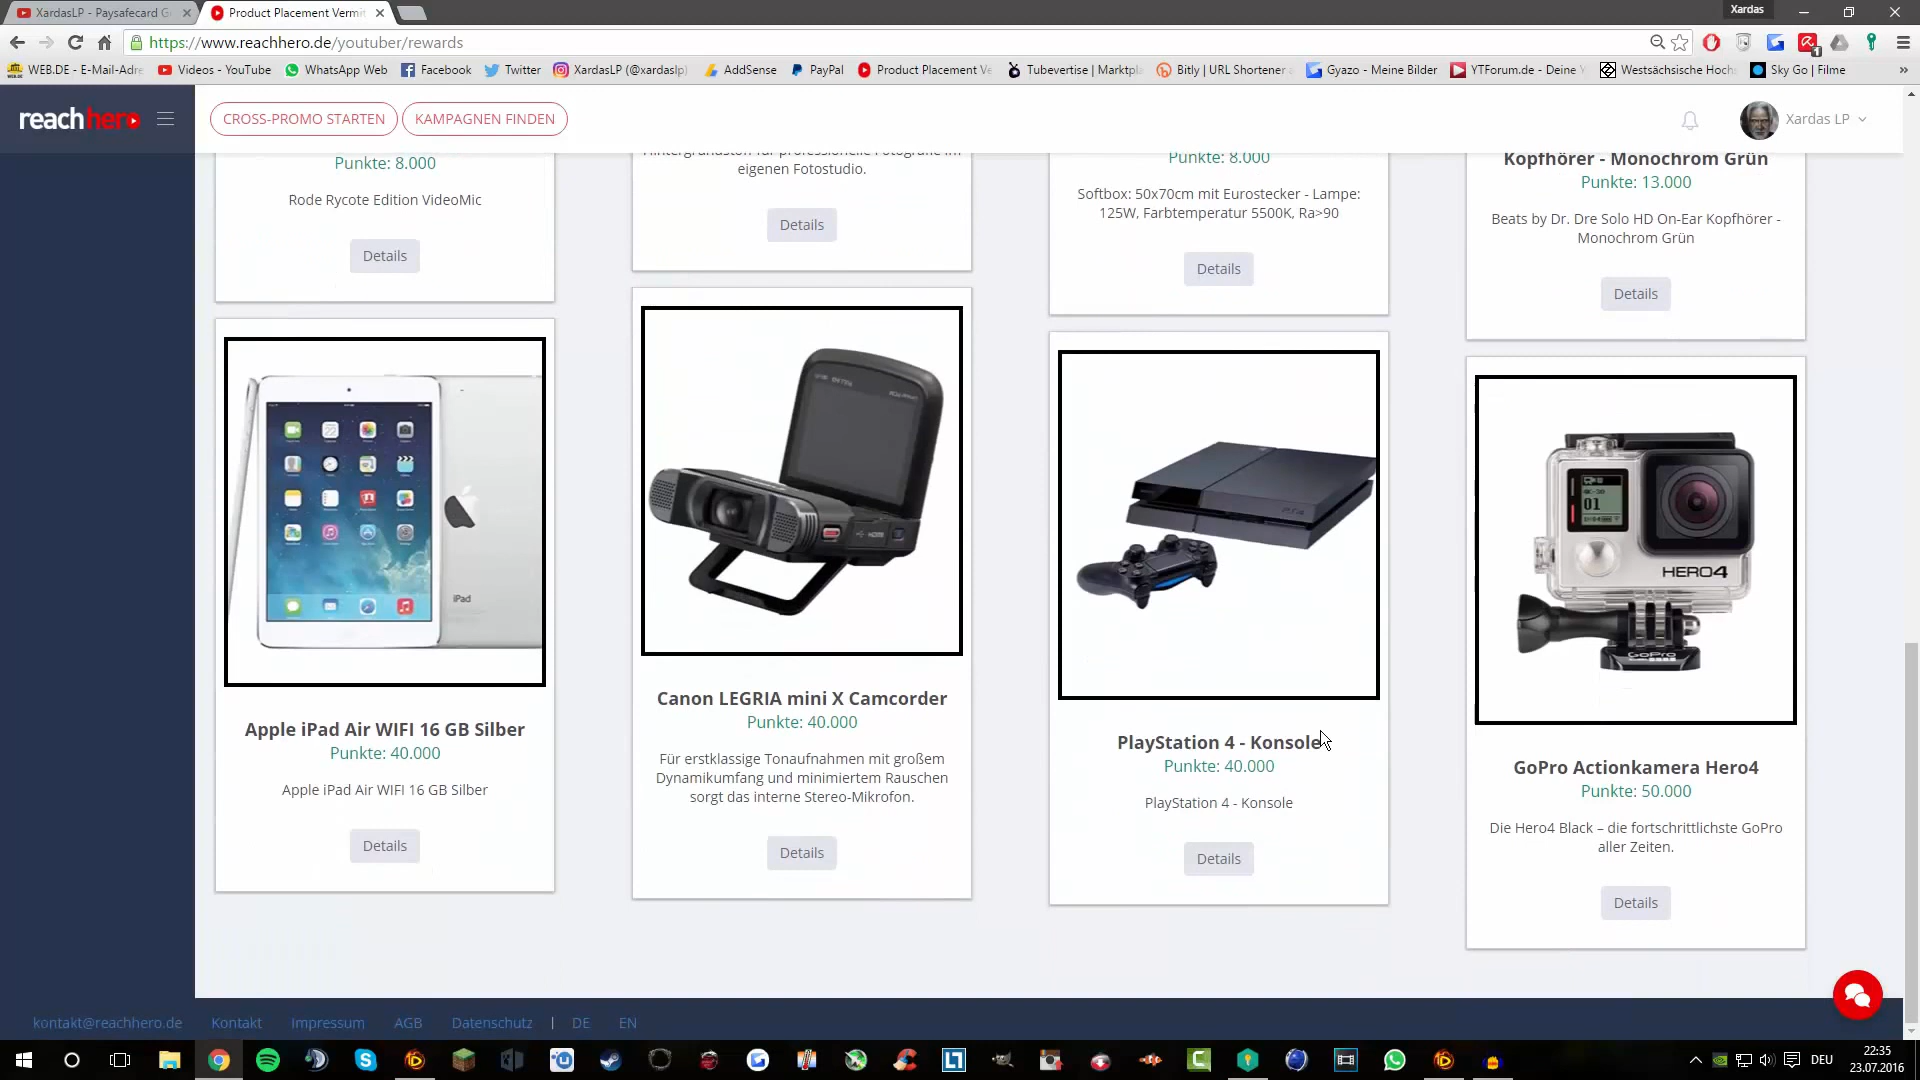 XardasLP - Paysafecard G
Product Placement Vermit
Xardas
https://www.reachhero.de/youtuber/rewards
WEB.DE - E-Mail-Adre
Videos - YouTube
WhatsApp Web
Facebook
Twitter
XardasLP (@xardaslp)
AddSense
PayPal
Product Placement Ve
Tubevertise | Marktpl
Bitly | URL Shortener
Gyazo - Meine Bilder
YTForum.de - Deine Y
Westsächsische Hoch
Sky Go | Filme
»
reachhero
CROSS-PROMO STARTEN
KAMPAGNEN FINDEN
Xardas LP
Punkte: 8.000
Rode Rycote Edition VideoMic
Details
Hintergrundstoff für professionelle Fotografie im
eigenen Fotostudio.
Details
Punkte: 8.000
Softbox: 50x70cm mit Eurostecker - Lampe:
125W, Farbtemperatur 5500K, Ra>90
Details
Kopfhörer - Monochrom Grün
Punkte: 13.000
Beats by Dr. Dre Solo HD On-Ear Kopfhörer -
Monochrom Grün
Details
iPad
Apple iPad Air WIFI 16 GB Silber
Punkte: 40.000
Apple iPad Air WIFI 16 GB Silber
Details
Canon LEGRIA mini X Camcorder
Punkte: 40.000
Für erstklassige Tonaufnahmen mit großem
Dynamikumfang und minimiertem Rauschen
sorgt das interne Stereo-Mikrofon.
Details
PlayStation 4 - Konsole
Punkte: 40.000
PlayStation 4 - Konsole
Details
01
HERO4
GoPro
GoPro Actionkamera Hero4
Punkte: 50.000
Die Hero4 Black – die fortschrittlichste GoPro
aller Zeiten.
Details
kontakt@reachhero.de
Kontakt
Impressum
AGB
Datenschutz
|
DE
EN
DEU
22:35
23.07.2016